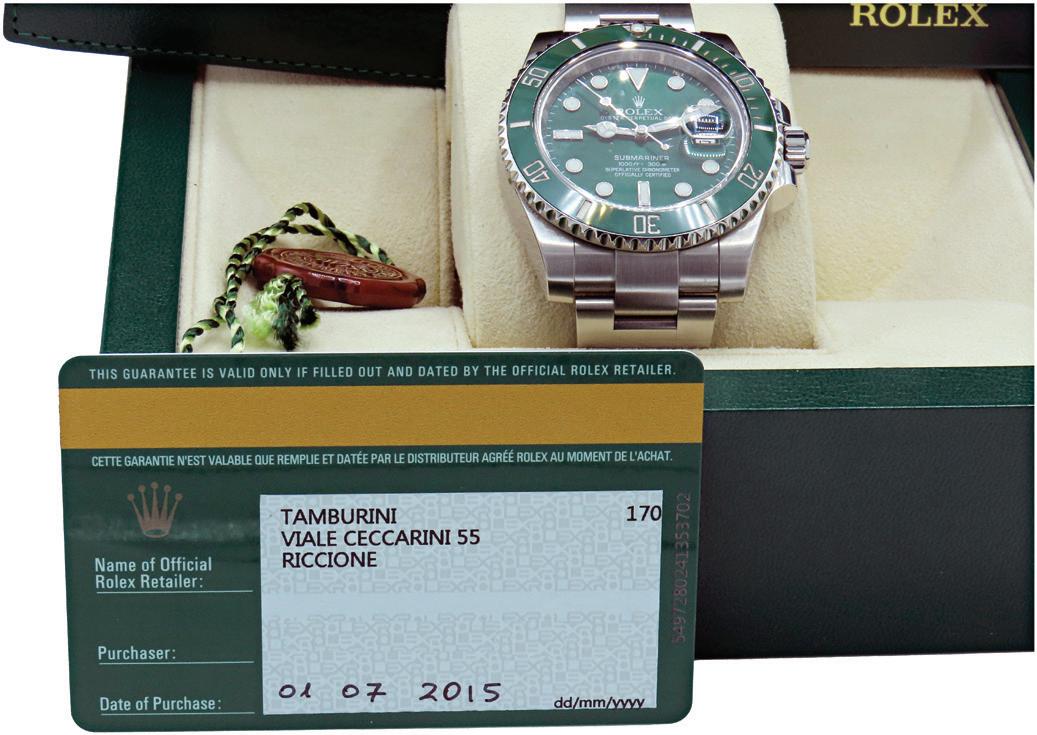 ROLEX
50
10
ROLEX
OYSTER PERPETUAL
SUBMARINER
1000ft = 300m
SUPERLATIVE CHRONOMETER
OFFICIALLY CERTIFIED
40
20
30
THIS GUARANTEE IS VALID ONLY IF FILLED OUT AND DATED BY THE OFFICIAL ROLEX RETAILER.
CETTE GARANTIE N'EST VALABLE QUE REMPLIE ET DATÉE PAR LE DISTRIBUTEUR AGRÉÉ ROLEX AU MOMENT DE L'ACHAT.
TAMBURINI 170
VIALE CECCARINI 55
RICCIONE
Name of Official
Rolex Retailer:
Purchaser:
Date of Purchase:
01 07 2015
dd/mm/yyyy